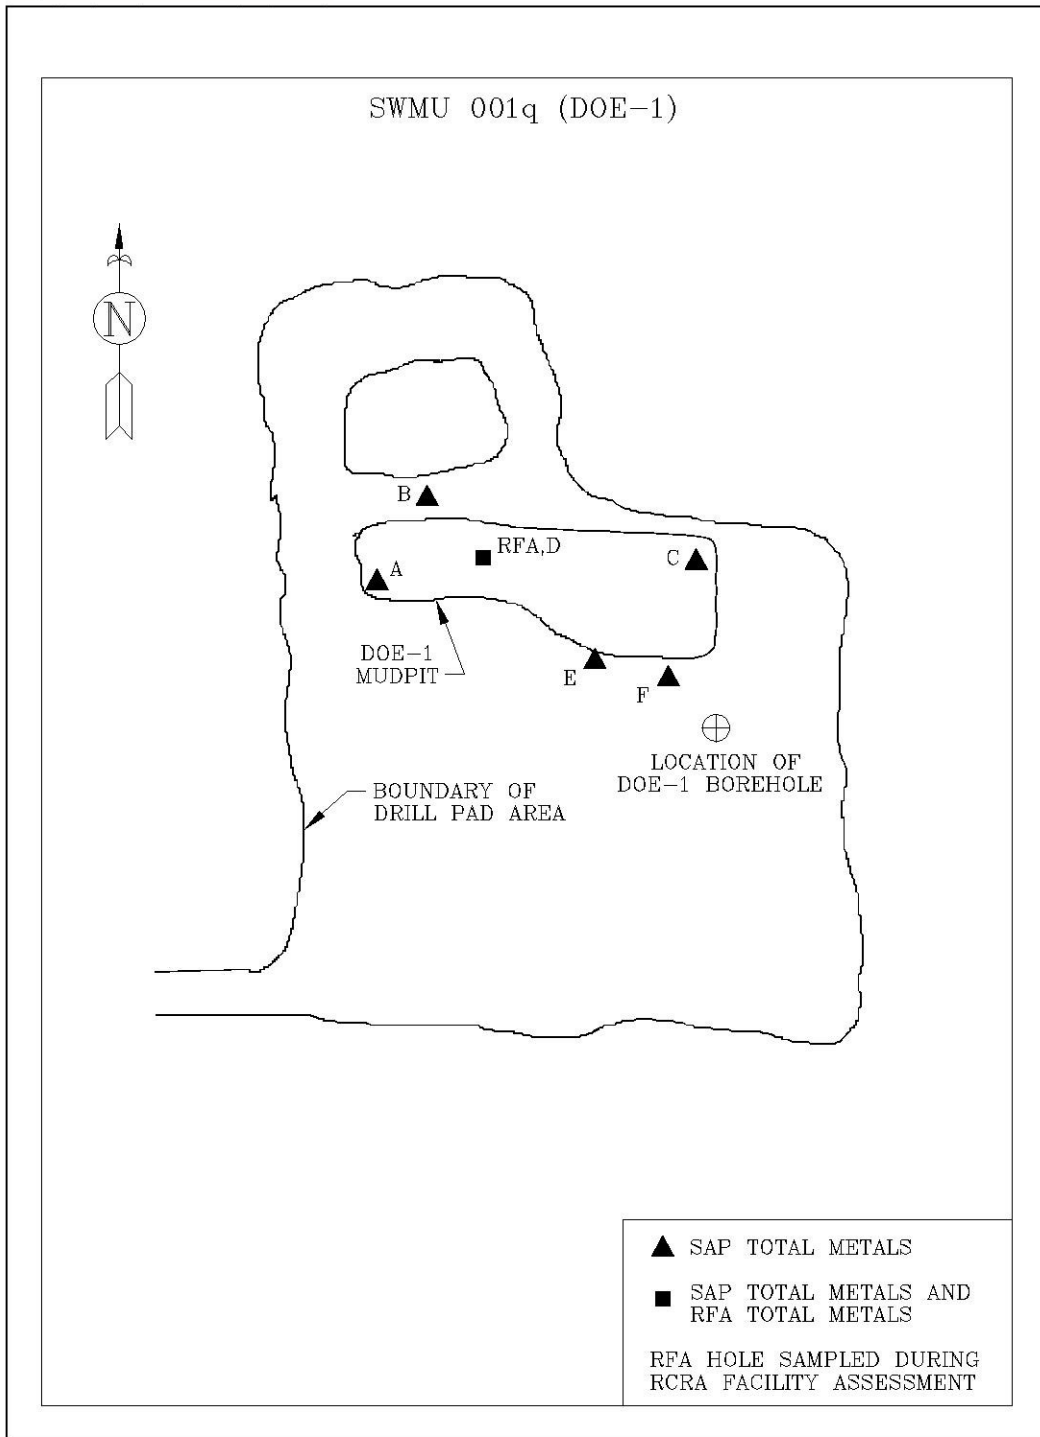 SWMU 001q (DOE-1)
N
B
RFA,D
A
C
DOE-1
MUDPIT
E
F
LOCATION OF
DOE-1 BOREHOLE
BOUNDARY OF
DRILL PAD AREA
SAP TOTAL METALS
SAP TOTAL METALS AND
RFA TOTAL METALS
RFA HOLE SAMPLED DURING
RCRA FACILITY ASSESSMENT